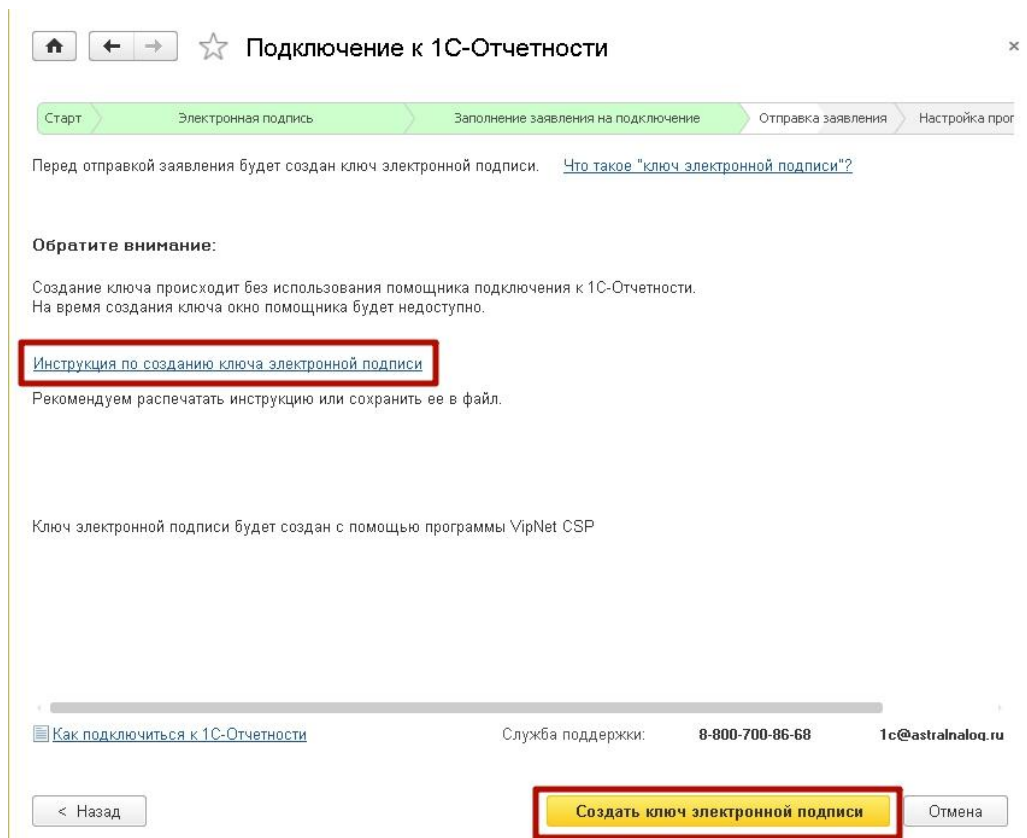 Подключение к 1С-Отчетности
Старт Электронная подпись Заполнение заявления на подключение Отправка заявления Настройка прог
Перед отправкой заявления будет создан ключ электронной подписи. Что такое "ключ электронной подписи"?
Обратите внимание:
Создание ключа происходит без использования помощника подключения к 1С-Отчетности.
На время создания ключа окно помощника будет недоступно.
Инструкция по созданию ключа электронной подписи
Рекомендуем распечатать инструкцию или сохранить ее в файл.
Ключ электронной подписи будет создан с помощью программы VipNet CSP
Как подключиться к 1С-Отчетности Служба поддержки: 8-800-700-86-68 1c@astralnalog.ru
< Назад Создать ключ электронной подписи Отмена